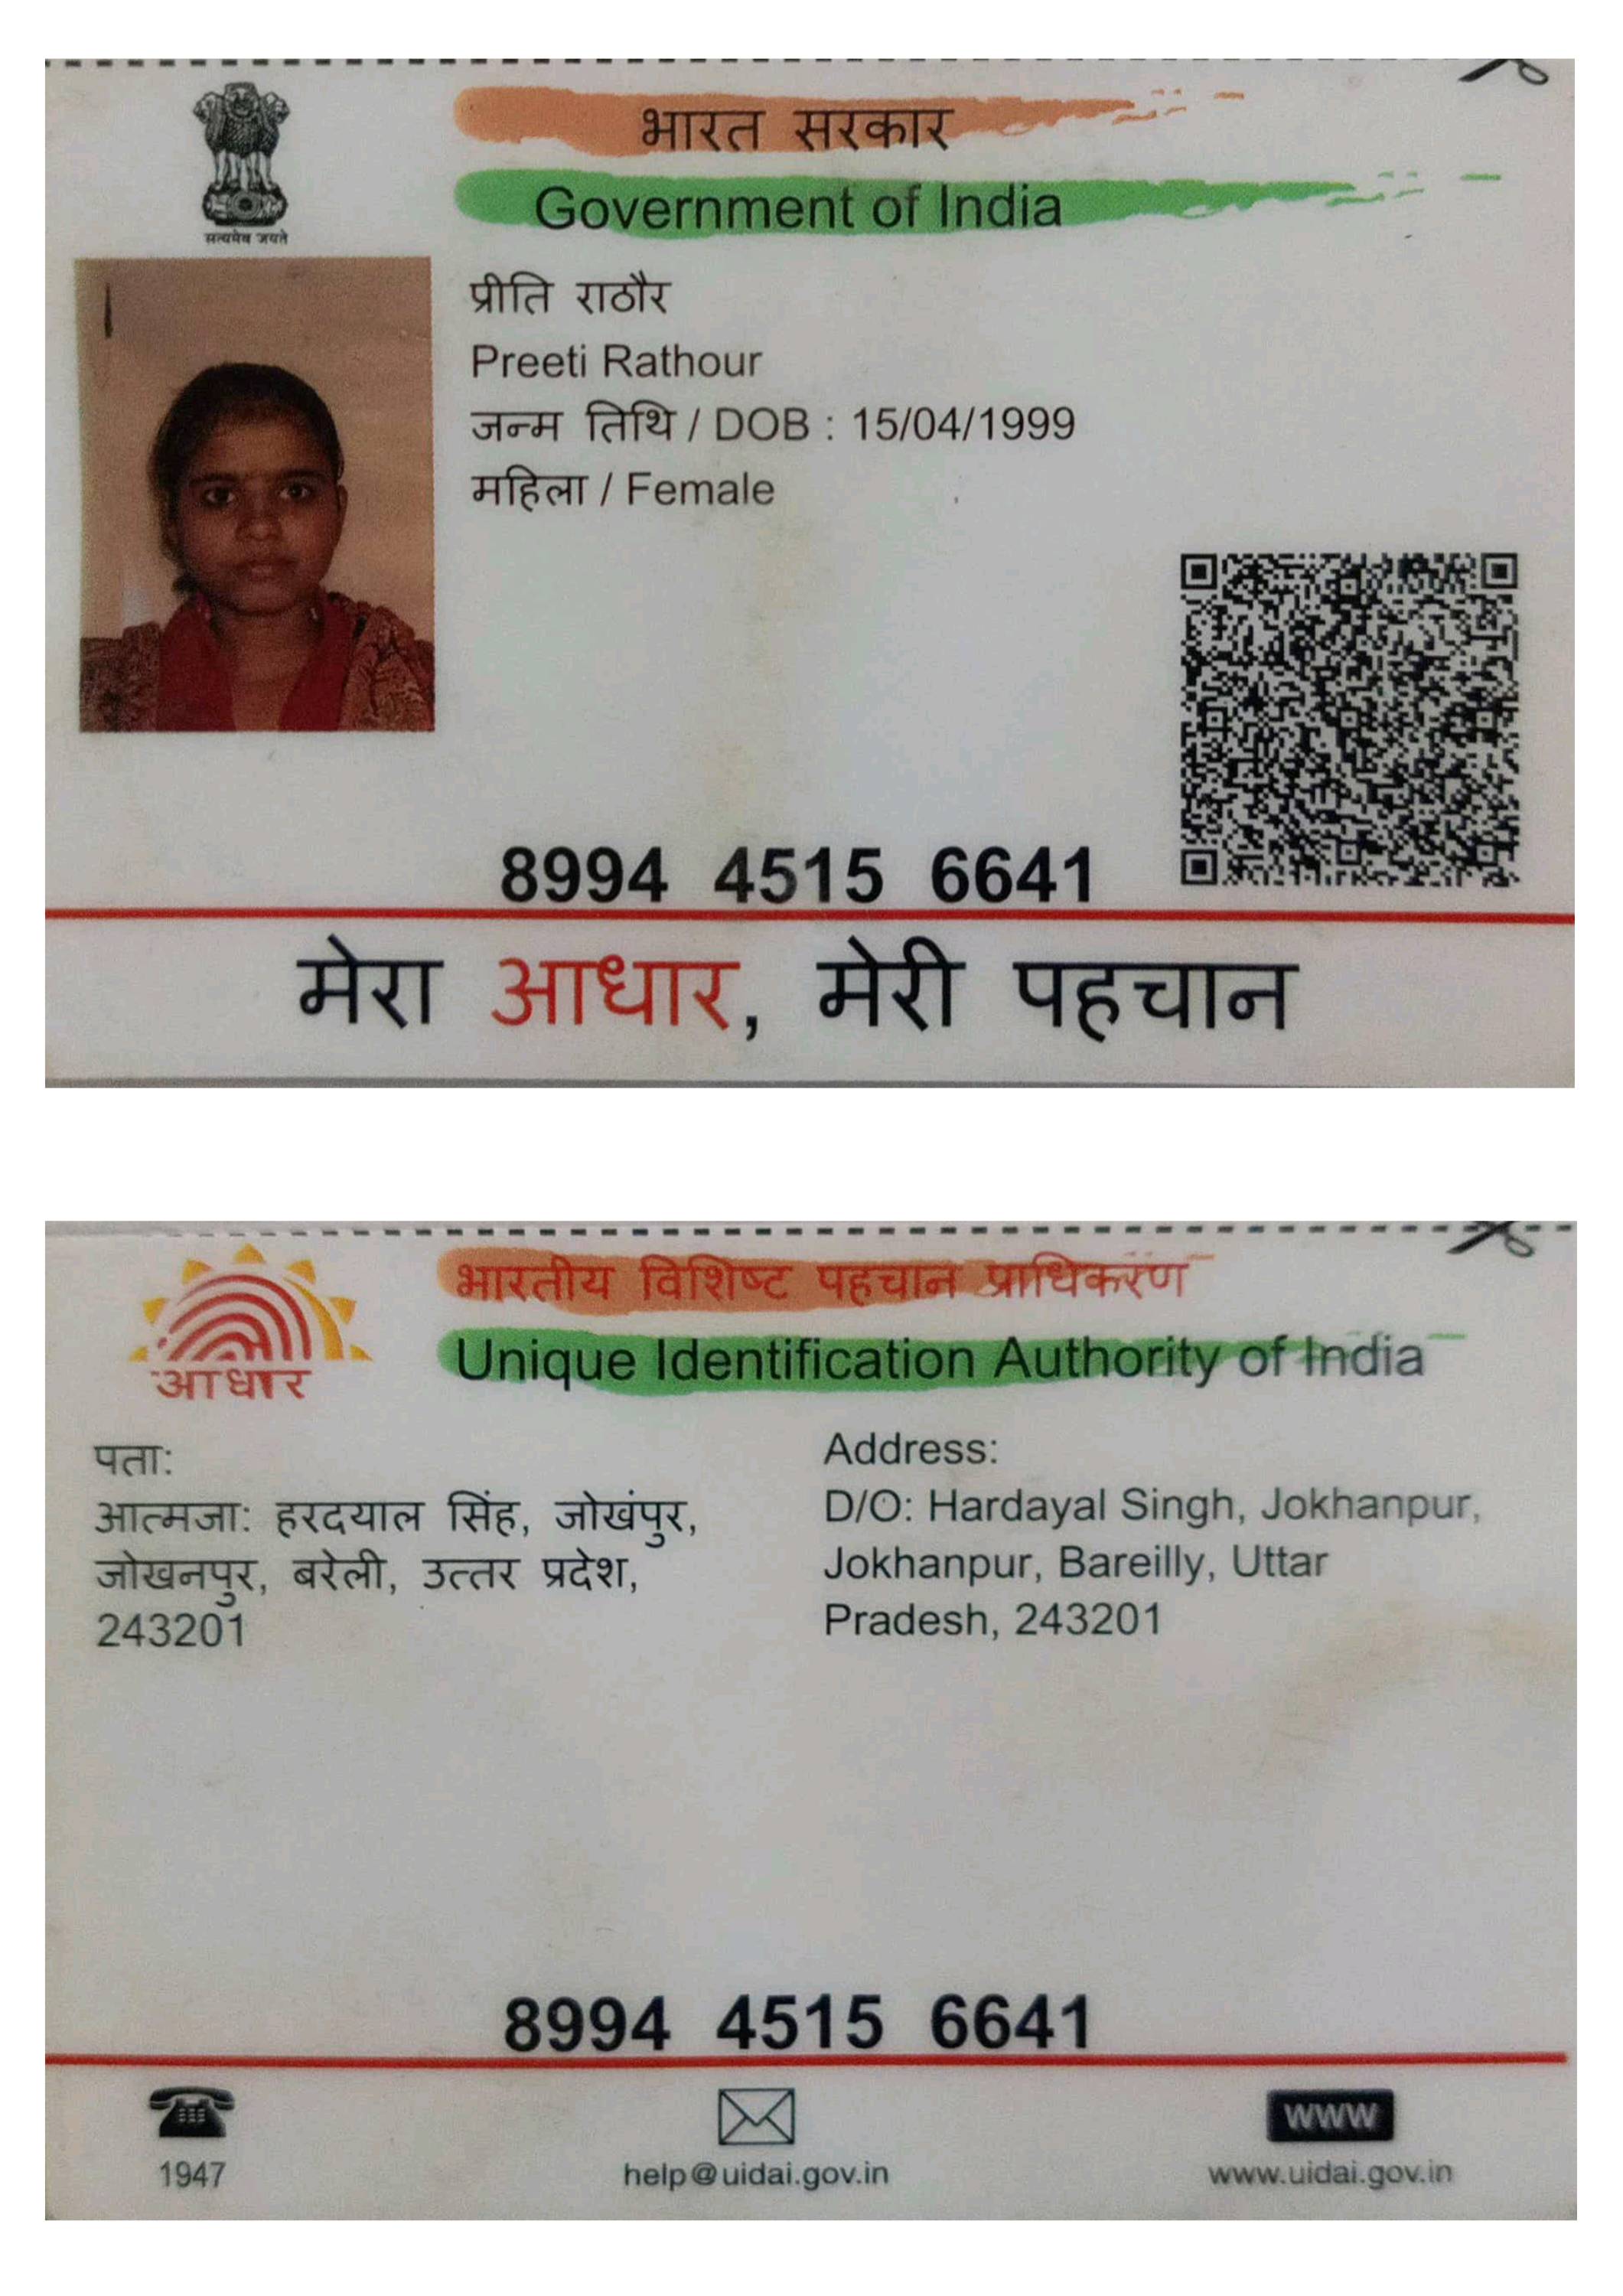 भारत सरकार
Government of India
सत्यमेव जयते
प्रीति राठौर
Preeti Rathour
जन्म तिथि / DOB : 15/04/1999
महिला / Female
8994 4515 6641
मेरा आधार, मेरी पहचान
भारतीय विशिष्ट पहचान प्राधिकरण
Unique Identification Authority of India
आधार
पता:
आत्मजा: हरदयाल सिंह, जोखंपुर,
जोखनपुर, बरेली, उत्तर प्रदेश,
243201
Address:
D/O: Hardayal Singh, Jokhanpur,
Jokhanpur, Bareilly, Uttar
Pradesh, 243201
8994 4515 6641
1947
help@uidai.gov.in
www
www.uidai.gov.in